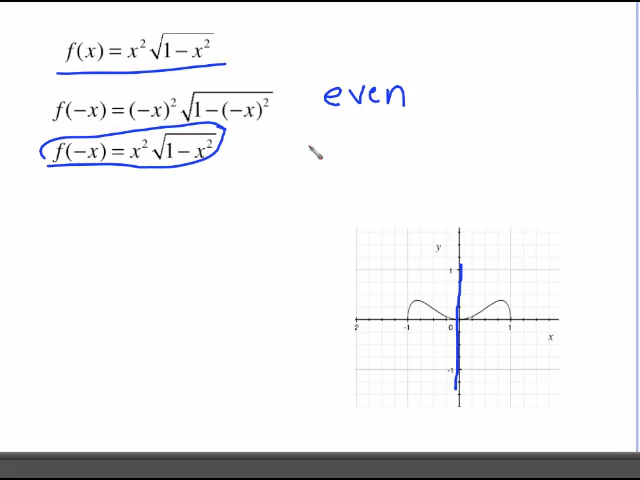 f(x) = x² √(1 − x²)
f(−x) = (−x)² √(1 − (−x)²)
even
f(−x) = x² √(1 − x²)
y
1
2 -1 0 1
x
-1